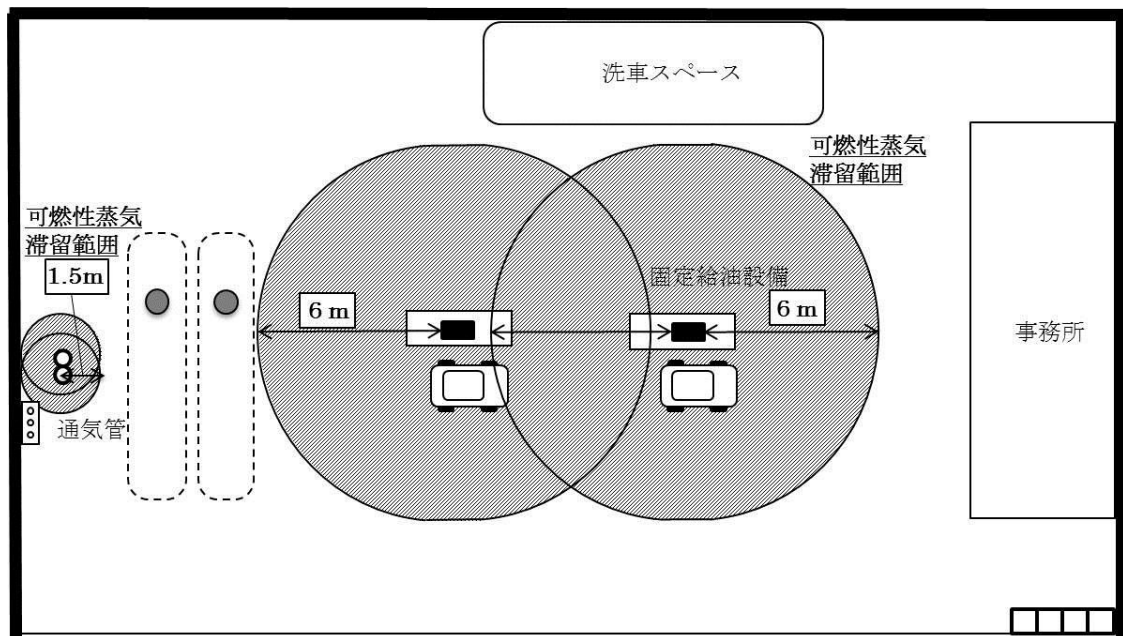 洗車スペース
可燃性蒸気
滞留範囲
可燃性蒸気
滞留範囲
1.5m
固定給油設備
6 m
6 m
事務所
通気管